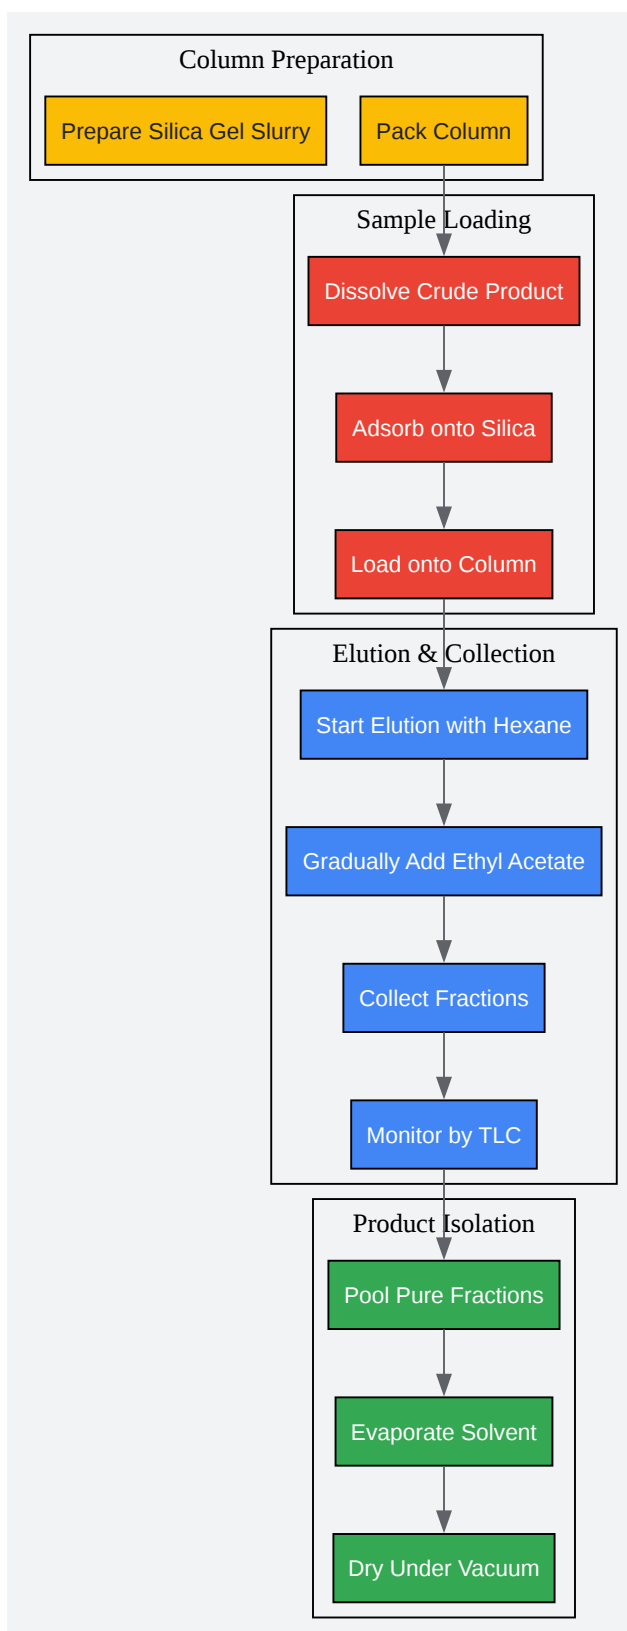 Column Preparation
Prepare Silica Gel Slurry
Pack Column
Sample Loading
Dissolve Crude Product
Adsorb onto Silica
Load onto Column
Elution & Collection
Start Elution with Hexane
Gradually Add Ethyl Acetate
Collect Fractions
Monitor by TLC
Product Isolation
Pool Pure Fractions
Evaporate Solvent
Dry Under Vacuum